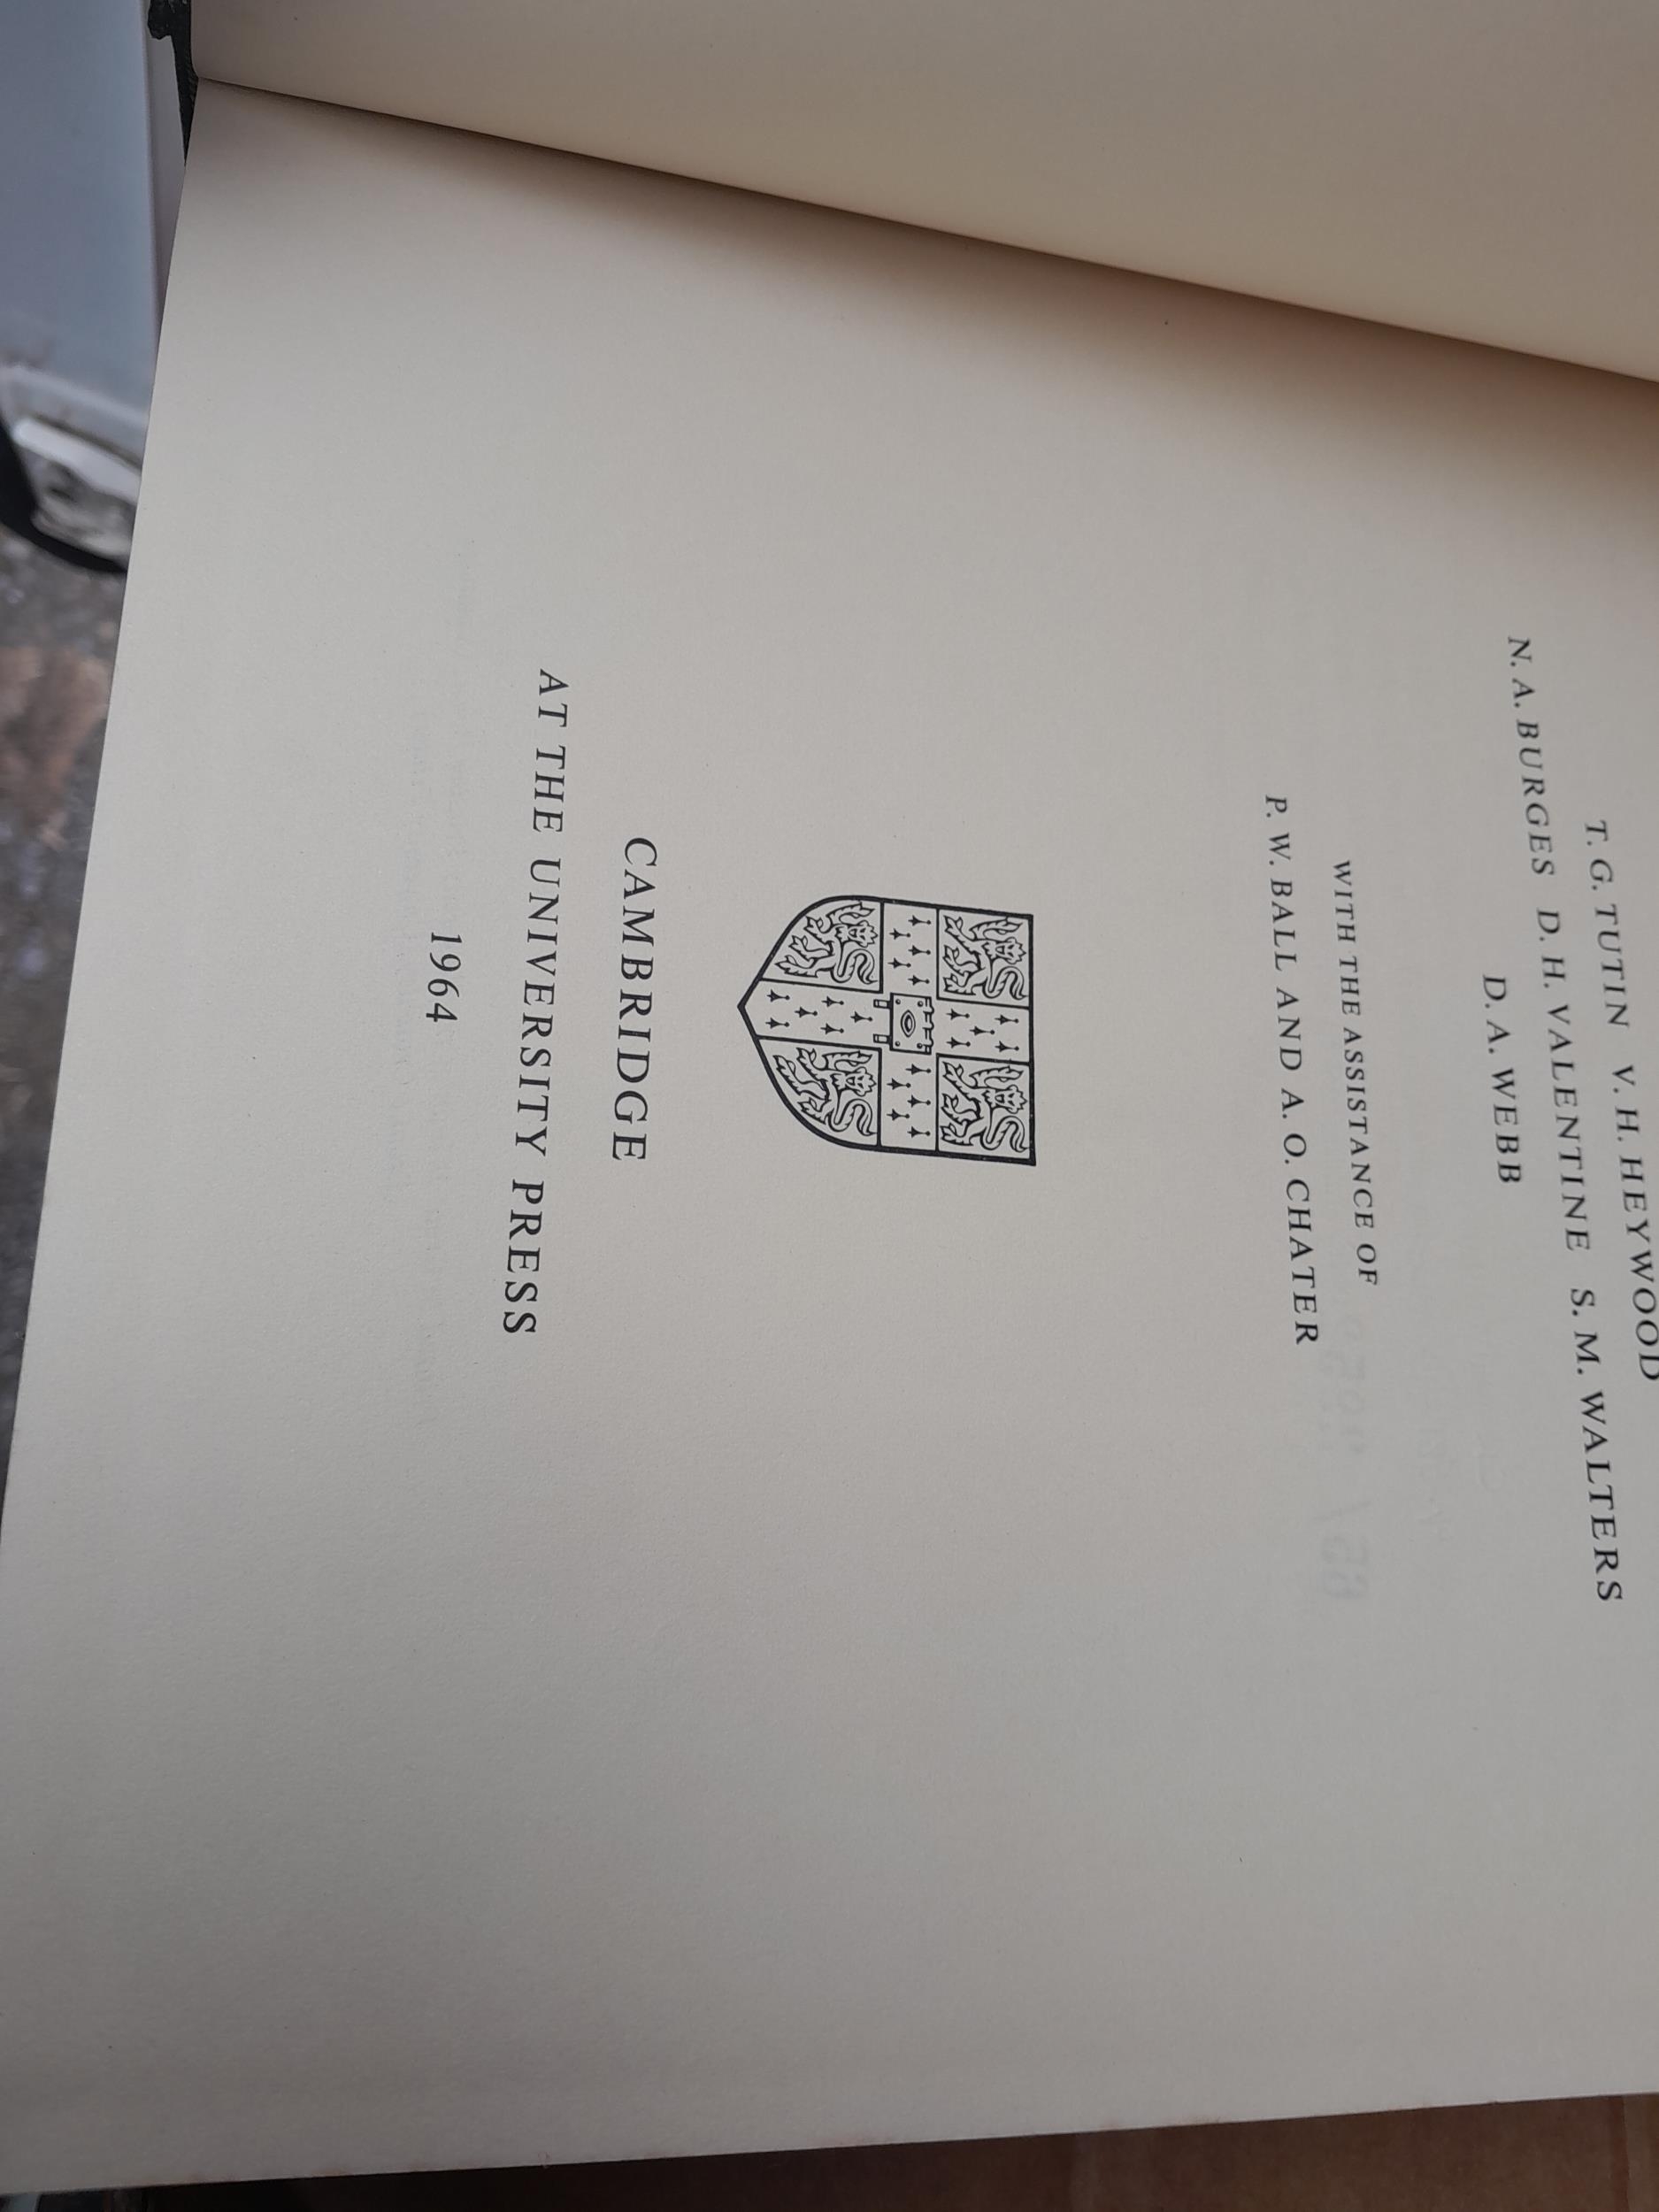 T. G. TUTIN V. H. HEYWOOD
N. A. BURGES D. H. VALENTINE S. M. WALTERS
D. A. WEBB
WITH THE ASSISTANCE OF
P. W. BALL AND A. O. CHATER
CAMBRIDGE
AT THE UNIVERSITY PRESS
1964